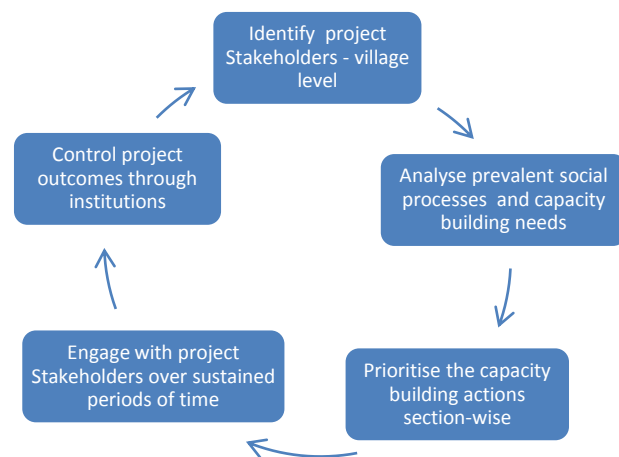 Identify project
Stakeholders - village
level
Analyse prevalent social
processes and capacity
building needs
Prioritise the capacity
building actions
section-wise
Engage with project
Stakeholders over sustained
periods of time
Control project
outcomes through
institutions